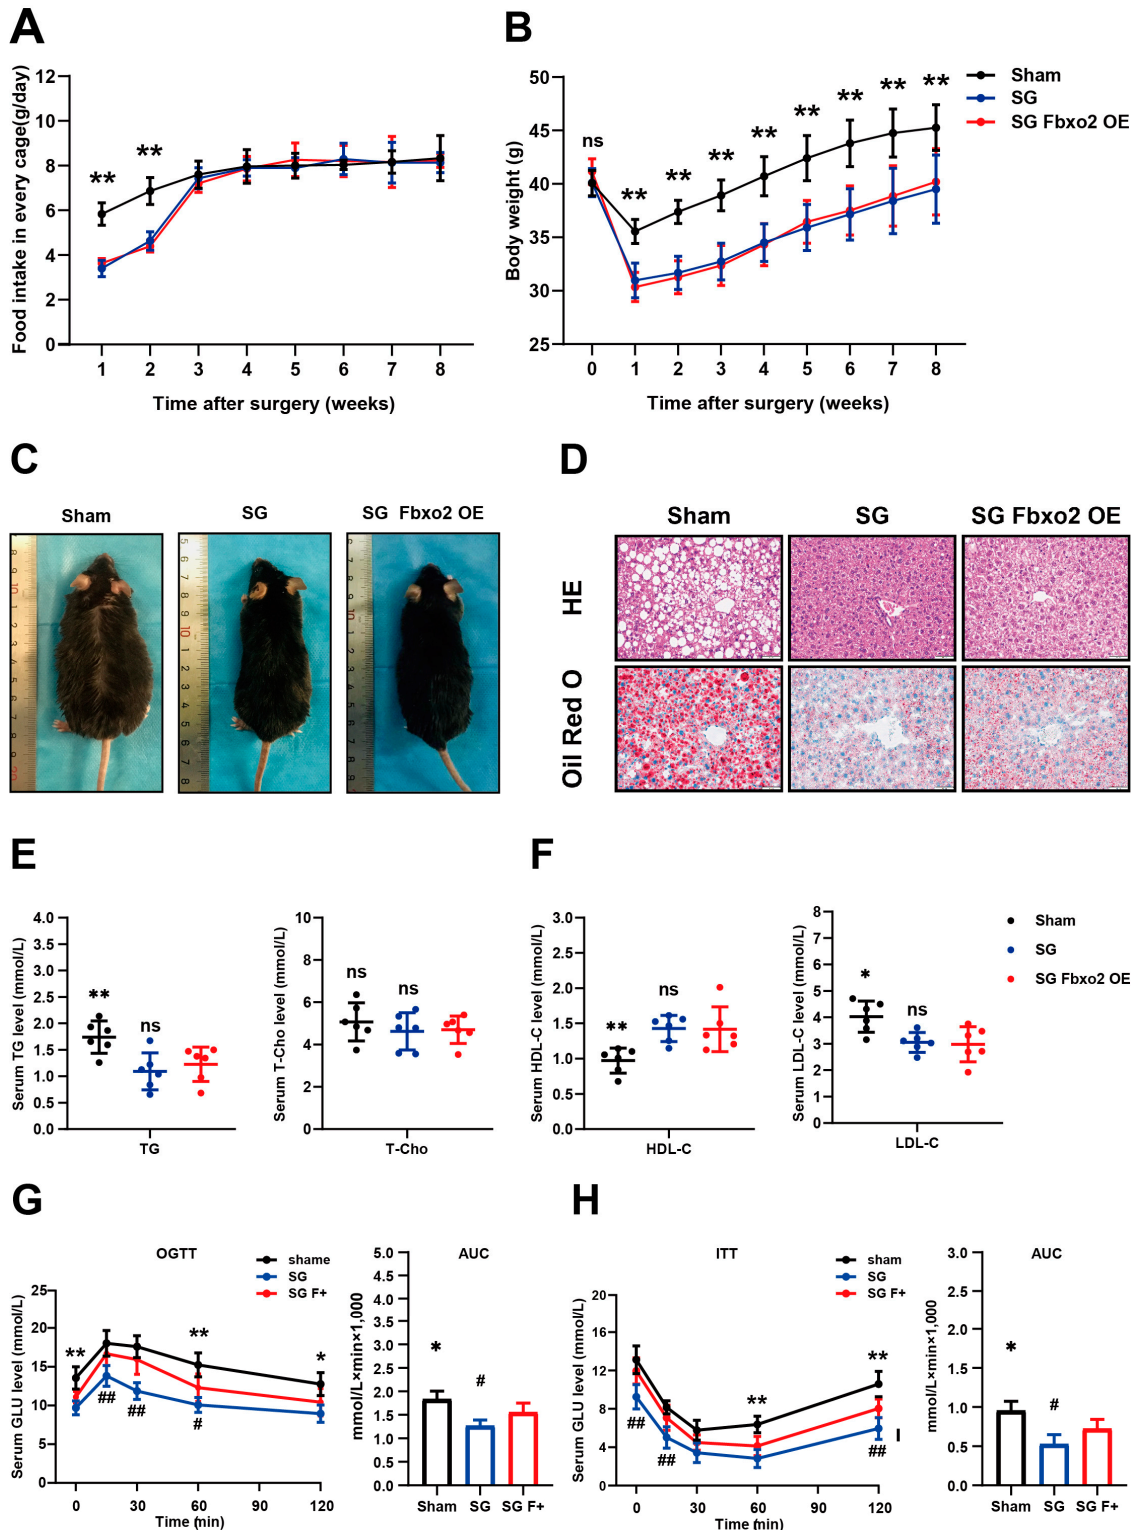 A
Food intake in every cage(g/day)
12
10
8
6
4
2
0
**
**
1 2 3 4 5 6 7 8
Time after surgery (weeks)
B
Body weight (g)
50
45
40
35
30
25
ns
**
**
**
**
**
**
**
**
0 1 2 3 4 5 6 7 8
Time after surgery (weeks)
Sham
SG
SG Fbxo2 OE
C
Sham
SG
SG Fbxo2 OE
D
Sham
SG
SG Fbxo2 OE
HE
Oil Red O
E
Serum TG level (mmol/L)
4.0
3.5
3.0
2.5
2.0
1.5
1.0
0.5
0.0
**
ns
TG
Serum T-Cho level (mmol/L)
10
8
6
4
2
0
ns
ns
T-Cho
F
Serum HDL-C level (mmol/L)
3.0
2.5
2.0
1.5
1.0
0.5
0.0
**
ns
HDL-C
Serum LDL-C level (mmol/L)
8
7
6
5
4
3
2
1
0
*
ns
LDL-C
Sham
SG
SG Fbxo2 OE
G
OGTT
shame
SG
SG F+
Serum GLU level (mmol/L)
25
20
15
10
5
0
**
**
*
##
##
#
0 30 60 90 120
Time (min)
AUC
mmol/L×min×1,000
5.0
4.5
4.0
3.5
3.0
2.5
2.0
1.5
1.0
0.5
0.0
*
#
Sham SG SG F+
H
ITT
sham
SG
SG F+
Serum GLU level (mmol/L)
20
16
12
8
4
0
**
**
##
##
##
0 30 60 90 120
Time (min)
AUC
mmol/L×min×1,000
3.0
2.5
2.0
1.5
1.0
0.5
0.0
*
#
Sham SG SG F+